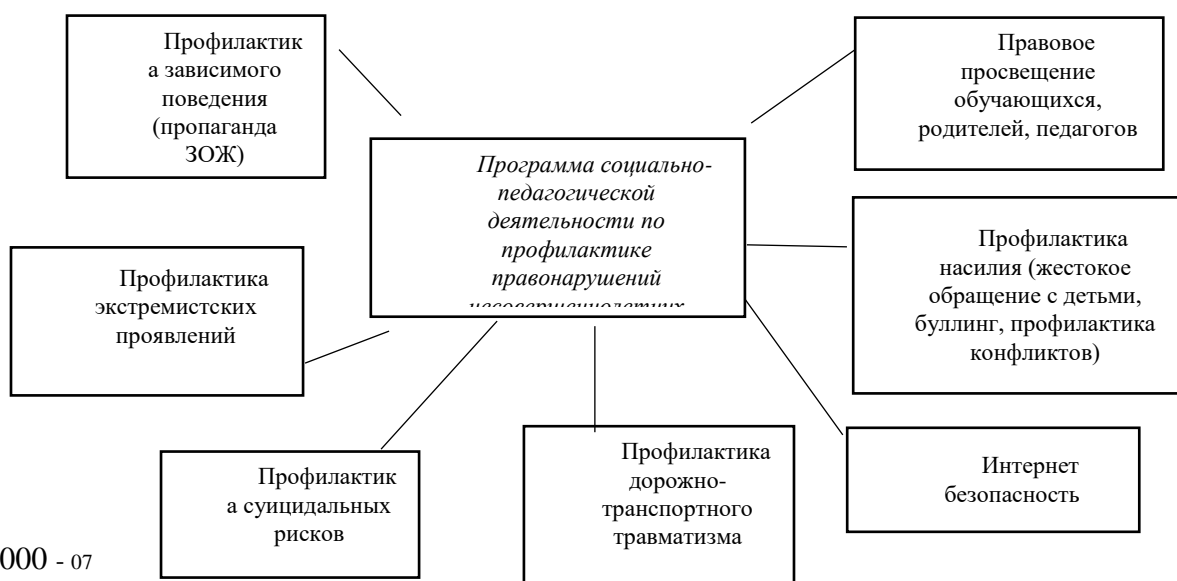 Профилактик
а зависимого
поведения
(пропаганда
ЗОЖ)
Правовое
просвещение
обучающихся,
родителей, педагогов
Программа социально-
педагогической
деятельности по
профилактике
правонарушений
Профилактика
насилия (жестокое
обращение с детьми,
буллинг, профилактика
конфликтов)
Профилактика
экстремистских
проявлений
Профилактик
а суицидальных
рисков
Профилактика
дорожно-
транспортного
травматизма
Интернет
безопасность
000 - 07